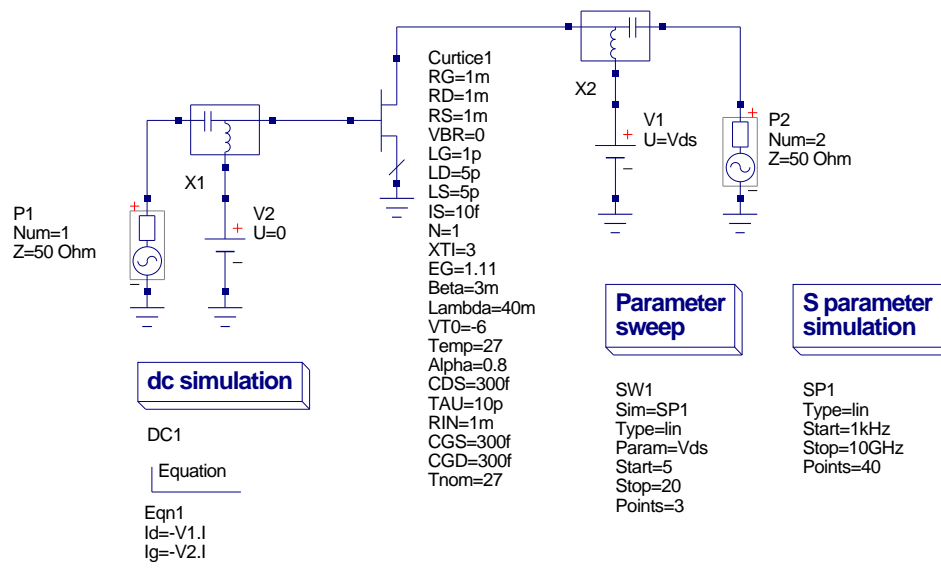 Curtice1
RG=1m
RD=1m
RS=1m
VBR=0
LG=1p
LD=5p
LS=5p
IS=10f
N=1
XTI=3
EG=1.11
Beta=3m
Lambda=40m
VT0=-6
Temp=27
Alpha=0.8
CDS=300f
TAU=10p
RIN=1m
CGS=300f
CGD=300f
Tnom=27
X2
V1
U=Vds
P2
Num=2
Z=50 Ohm
X1
P1
Num=1
Z=50 Ohm
V2
U=0
dc simulation
DC1
Equation
Eqn1
Id=-V1.I
Ig=-V2.I
Parameter
sweep
SW1
Sim=SP1
Type=lin
Param=Vds
Start=5
Stop=20
Points=3
S parameter
simulation
SP1
Type=lin
Start=1kHz
Stop=10GHz
Points=40